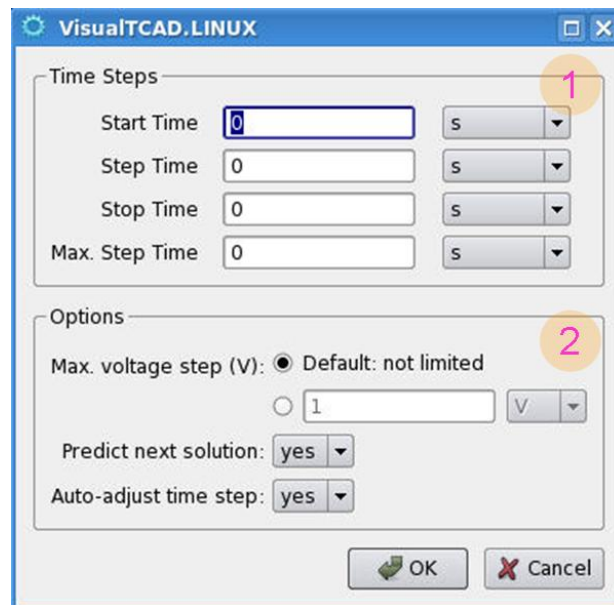 VisualTCAD.LINUX
Time Steps
1
Start Time 0 s
Step Time 0 s
Stop Time 0 s
Max. Step Time 0 s
Options
2
Max. voltage step (V): Default: not limited
1 V
Predict next solution: yes
Auto-adjust time step: yes
OK Cancel